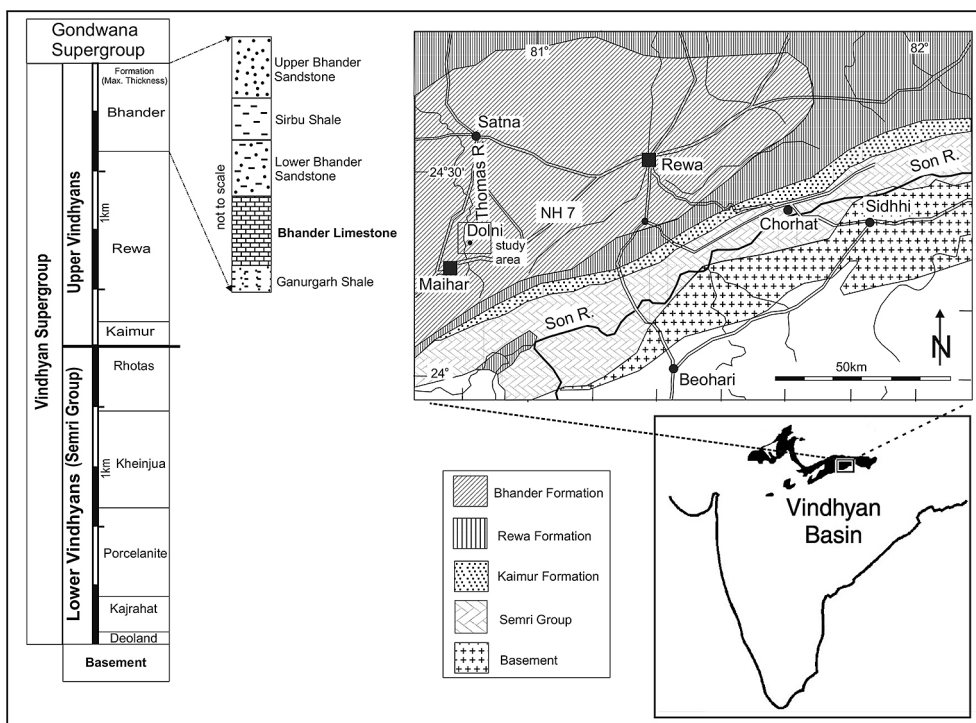 Gondwana
Supergroup
Formation
(Max. Thickness)
Bhander
1km
Rewa
Kaimur
Rhotas
Kheinjua
1km
Porcelanite
Kajrahat
Deoland
Basement
Vindhyan Supergroup
Upper Vindhyans
Lower Vindhyans (Semri Group)
not to scale
Upper Bhander
Sandstone
Sirbu Shale
Lower Bhander
Sandstone
Bhander Limestone
Ganurgarh Shale
81°
82°
Satna
24°30'
Thomas R.
Rewa
Son R.
NH 7
Chorhat
Sidhhi
Dolni
study
area
Maihar
Son R.
N
24°
Beohari
50km
Bhander Formation
Rewa Formation
Kaimur Formation
Semri Group
Basement
Vindhyan
Basin